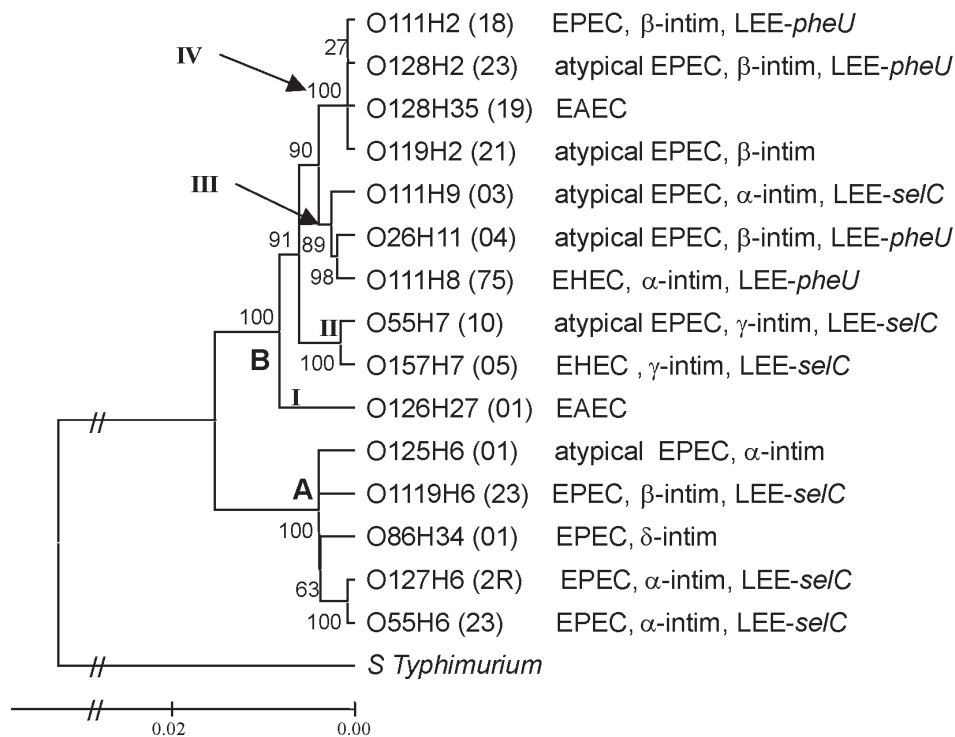 O111H2 (18) EPEC, β-intim, LEE-pheU
27
IV
O128H2 (23) atypical EPEC, β-intim, LEE-pheU
100
O128H35 (19) EAEC
90
O119H2 (21) atypical EPEC, β-intim
III
O111H9 (03) atypical EPEC, α-intim, LEE-selC
91
89
O26H11 (04) atypical EPEC, β-intim, LEE-pheU
98
O111H8 (75) EHEC, α-intim, LEE-pheU
100
II
O55H7 (10) atypical EPEC, γ-intim, LEE-selC
B
100
O157H7 (05) EHEC , γ-intim, LEE-selC
I
O126H27 (01) EAEC
O125H6 (01) atypical EPEC, α-intim
A
O1119H6 (23) EPEC, β-intim, LEE-selC
100
O86H34 (01) EPEC, δ-intim
63
O127H6 (2R) EPEC, α-intim, LEE-selC
100
O55H6 (23) EPEC, α-intim, LEE-selC
S Typhimurium
0.02
0.00